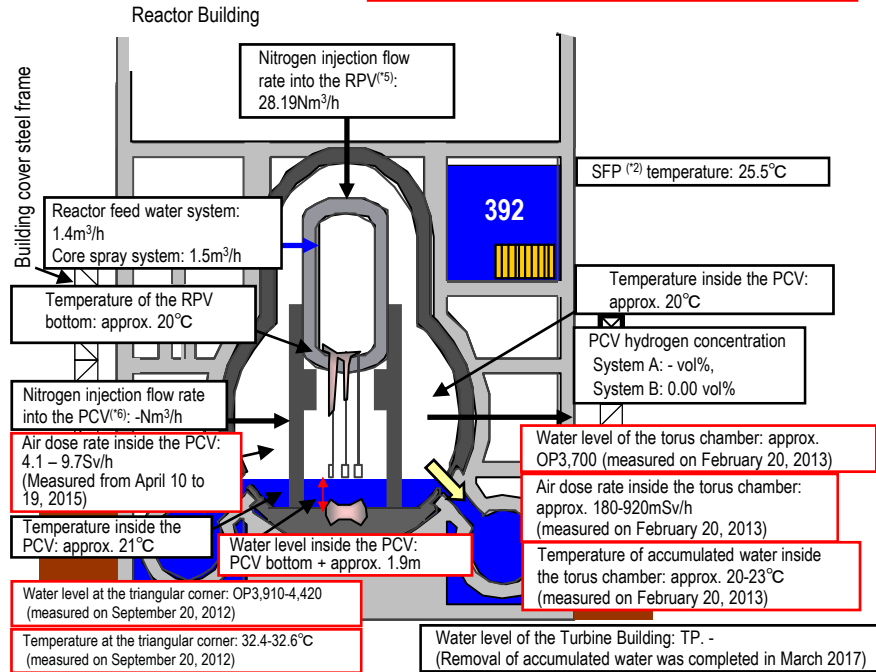 Reactor Building
Nitrogen injection flow
rate into the RPV(*5):
28.19Nm3/h
Building cover steel frame
SFP (*2) temperature: 25.5℃
392
Reactor feed water system:
1.4m3/h
Core spray system: 1.5m3/h
Temperature inside the PCV:
approx. 20℃
Temperature of the RPV
bottom: approx. 20℃
PCV hydrogen concentration
System A: - vol%,
System B: 0.00 vol%
Nitrogen injection flow rate
into the PCV(*6): -Nm3/h
Air dose rate inside the PCV:
4.1 – 9.7Sv/h
(Measured from April 10 to
19, 2015)
Water level of the torus chamber: approx.
OP3,700 (measured on February 20, 2013)
Air dose rate inside the torus chamber:
approx. 180-920mSv/h
(measured on February 20, 2013)
Temperature inside the
PCV: approx. 21℃
Water level inside the PCV:
PCV bottom + approx. 1.9m
Temperature of accumulated water inside
the torus chamber: approx. 20-23℃
(measured on February 20, 2013)
Water level at the triangular corner: OP3,910-4,420
(measured on September 20, 2012)
Temperature at the triangular corner: 32.4-32.6℃
(measured on September 20, 2012)
Water level of the Turbine Building: TP. -
(Removal of accumulated water was completed in March 2017)